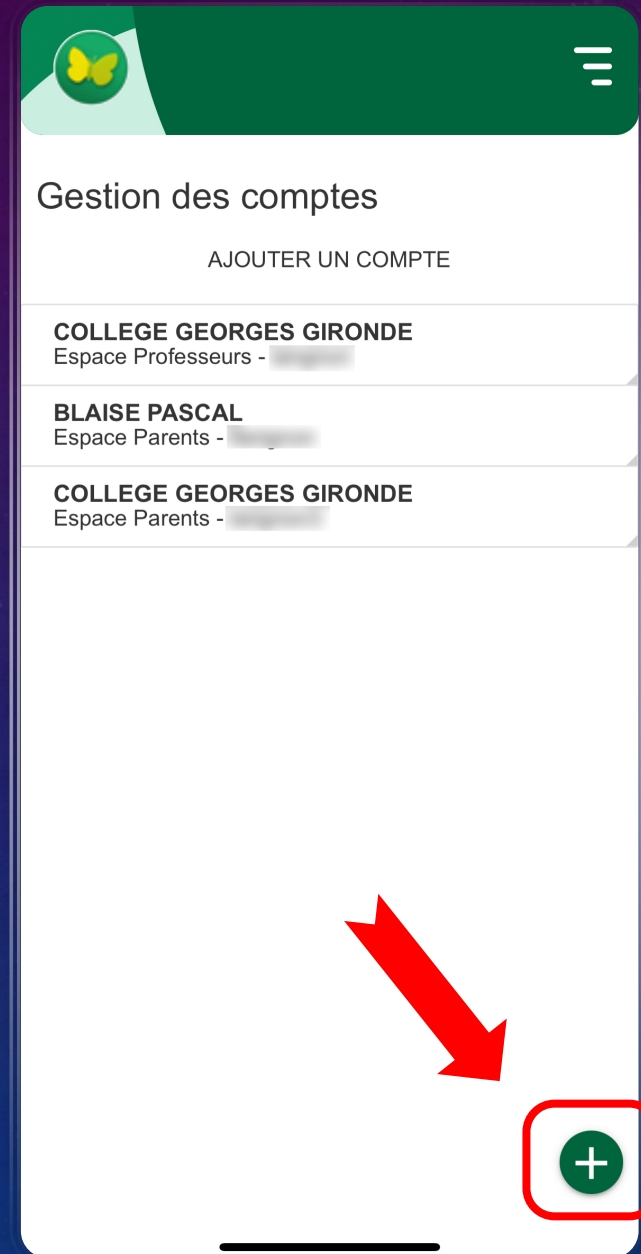 Gestion des comptes
AJOUTER UN COMPTE
COLLEGE GEORGES GIRONDE
Espace Professeurs -
BLAISE PASCAL
Espace Parents -
COLLEGE GEORGES GIRONDE
Espace Parents -